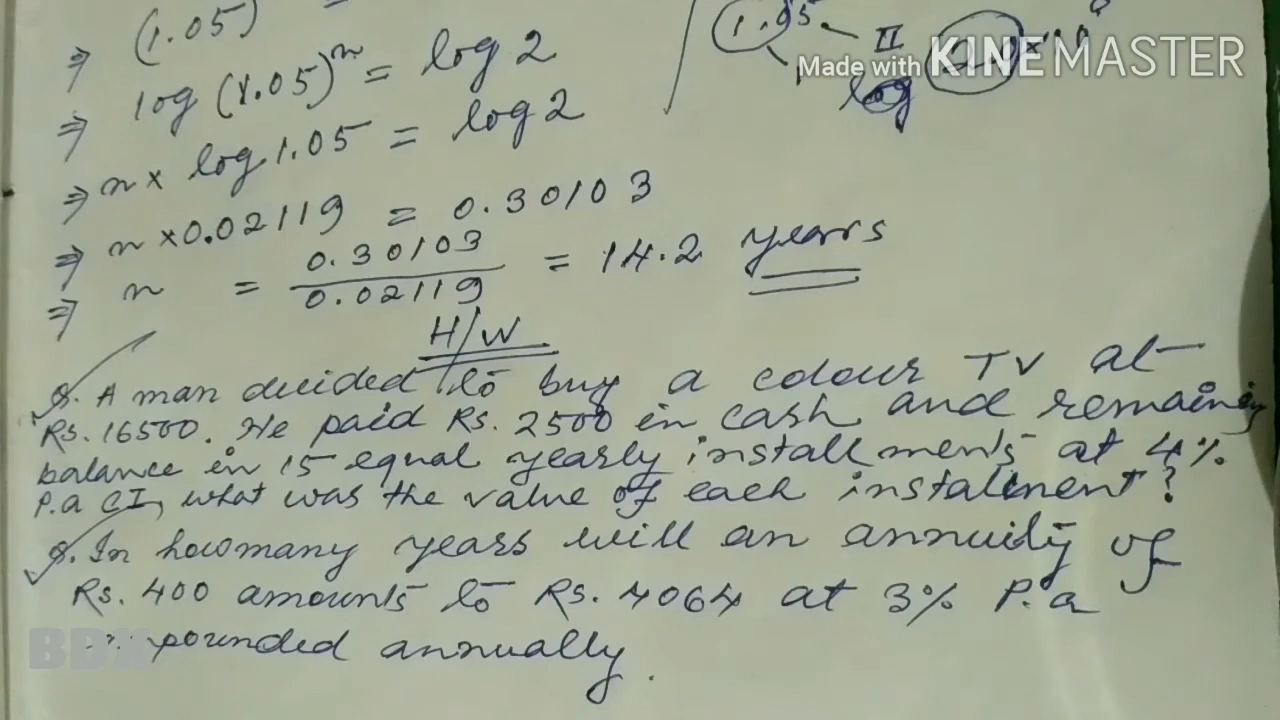 ⇒ (1.05) =
⇒ log (1.05)^n = log 2
⇒ n × log 1.05 = log 2
⇒ n × 0.02119 = 0.30103
⇒ n = 0.30103 / 0.02119 = 14.2 years
1.05 II
log
Made with KINEMASTER
H/W
Q. A man decided to buy a colour TV at
Rs. 16500. He paid Rs. 2500 in cash and remaining
balance in 15 equal yearly installments at 4%
P.a CI, what was the value of each installment?
Q. In howmany years will an annuity of
Rs. 400 amounts to Rs. 4064 at 3% P.a
pounded annually.